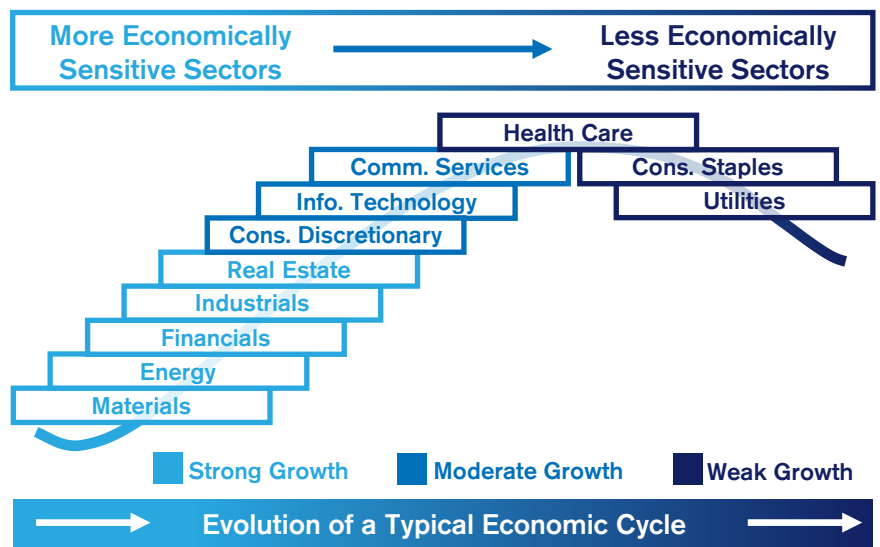 More Economically
Sensitive Sectors
Less Economically
Sensitive Sectors
Health Care
Comm. Services
Cons. Staples
Info. Technology
Utilities
Cons. Discretionary
Real Estate
Industrials
Financials
Energy
Materials
Strong Growth
Moderate Growth
Weak Growth
Evolution of a Typical Economic Cycle